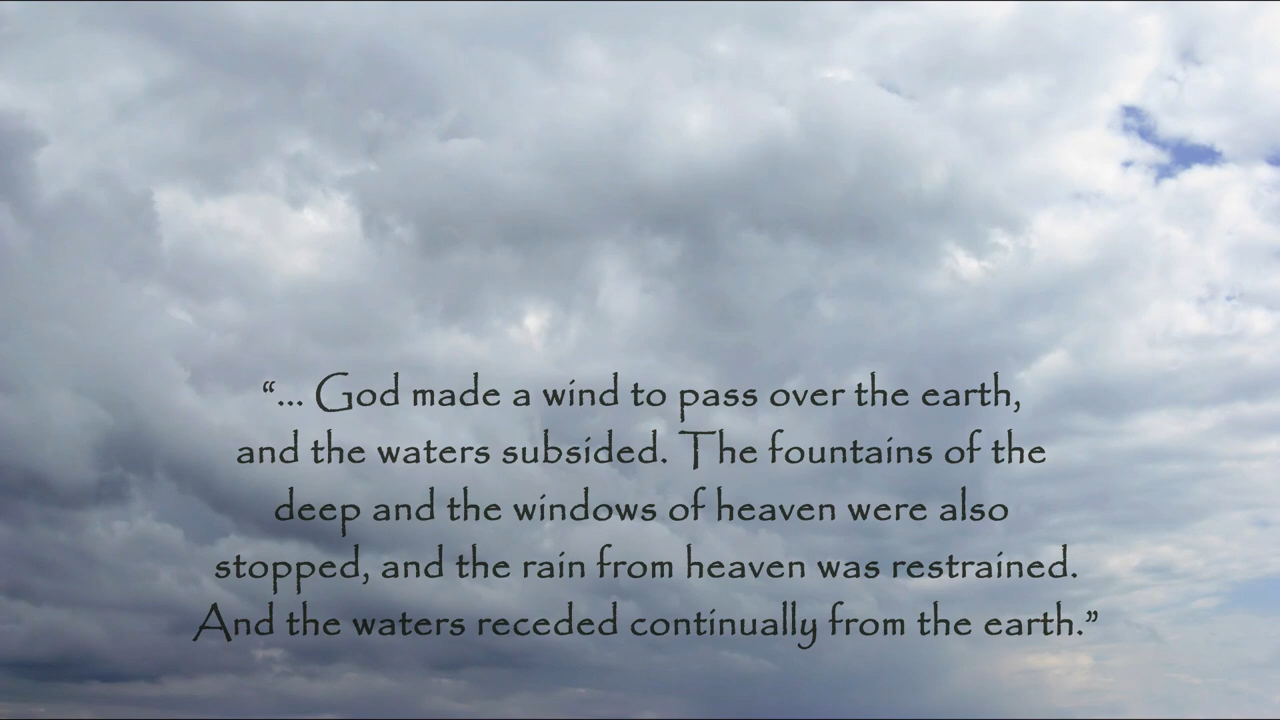 “... God made a wind to pass over the earth,
and the waters subsided. The fountains of the
deep and the windows of heaven were also
stopped, and the rain from heaven was restrained.
And the waters receded continually from the earth.”